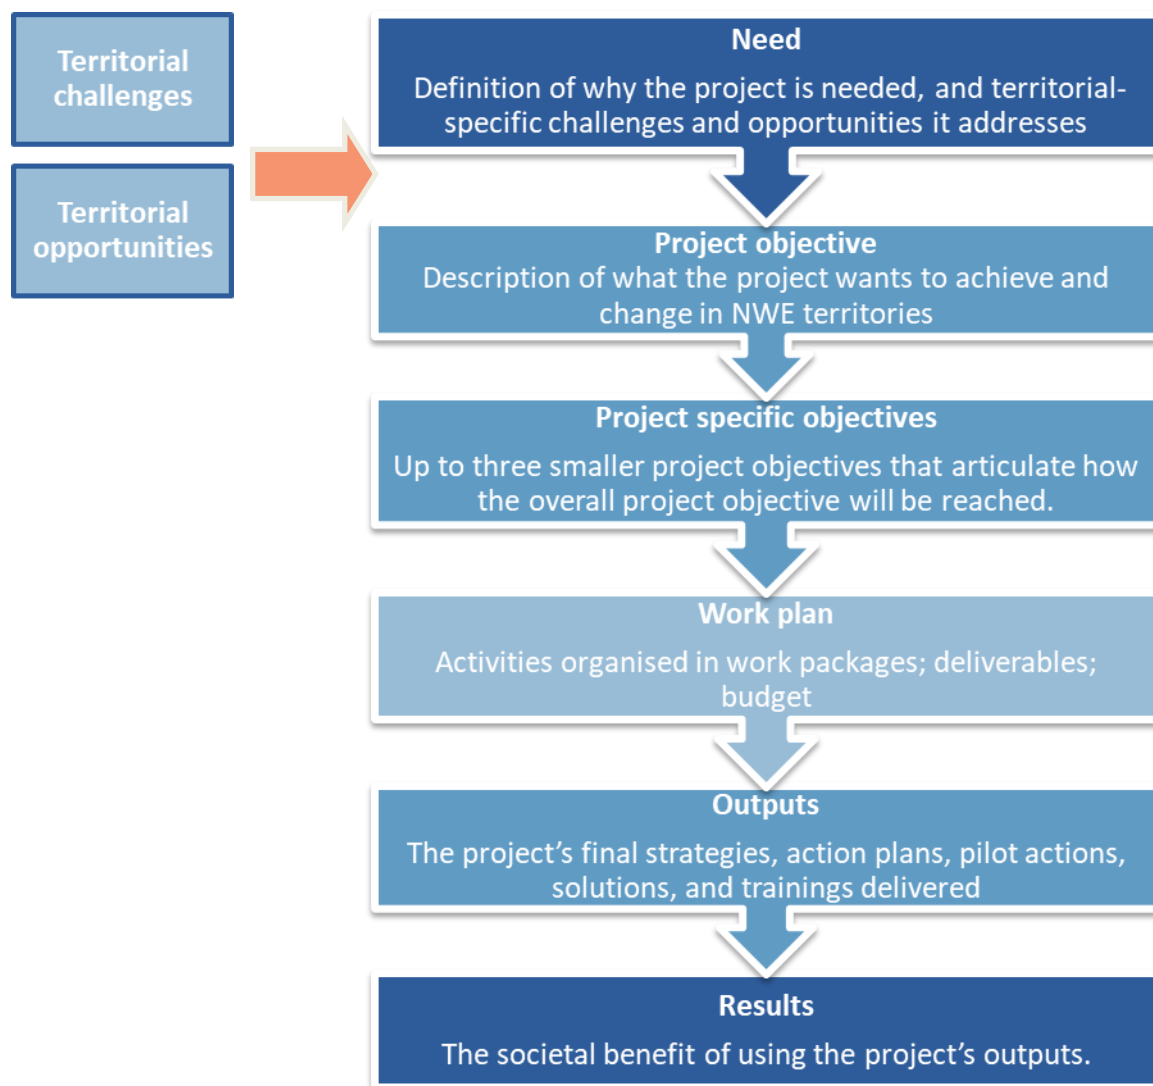 Territorial
challenges
Territorial
opportunities
Need
Definition of why the project is needed, and territorial-
specific challenges and opportunities it addresses
Project objective
Description of what the project wants to achieve and
change in NWE territories
Project specific objectives
Up to three smaller project objectives that articulate how
the overall project objective will be reached.
Work plan
Activities organised in work packages; deliverables;
budget
Outputs
The project’s final strategies, action plans, pilot actions,
solutions, and trainings delivered
Results
The societal benefit of using the project’s outputs.